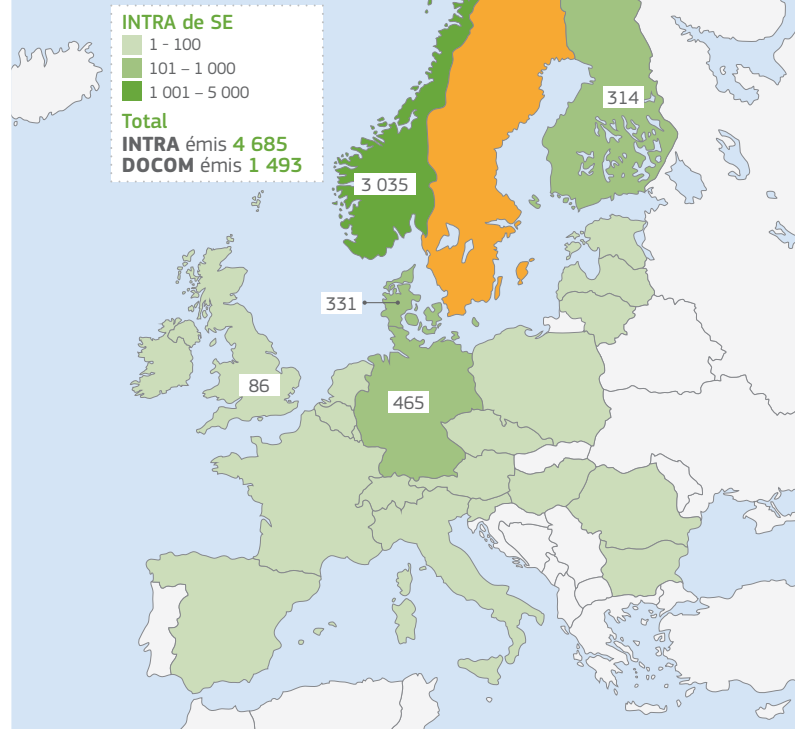 INTRA de SE
1 - 100
101 – 1 000
1 001 – 5 000
Total
INTRA émis 4 685
DOCOM émis 1 493
314
3 035
331
86
465